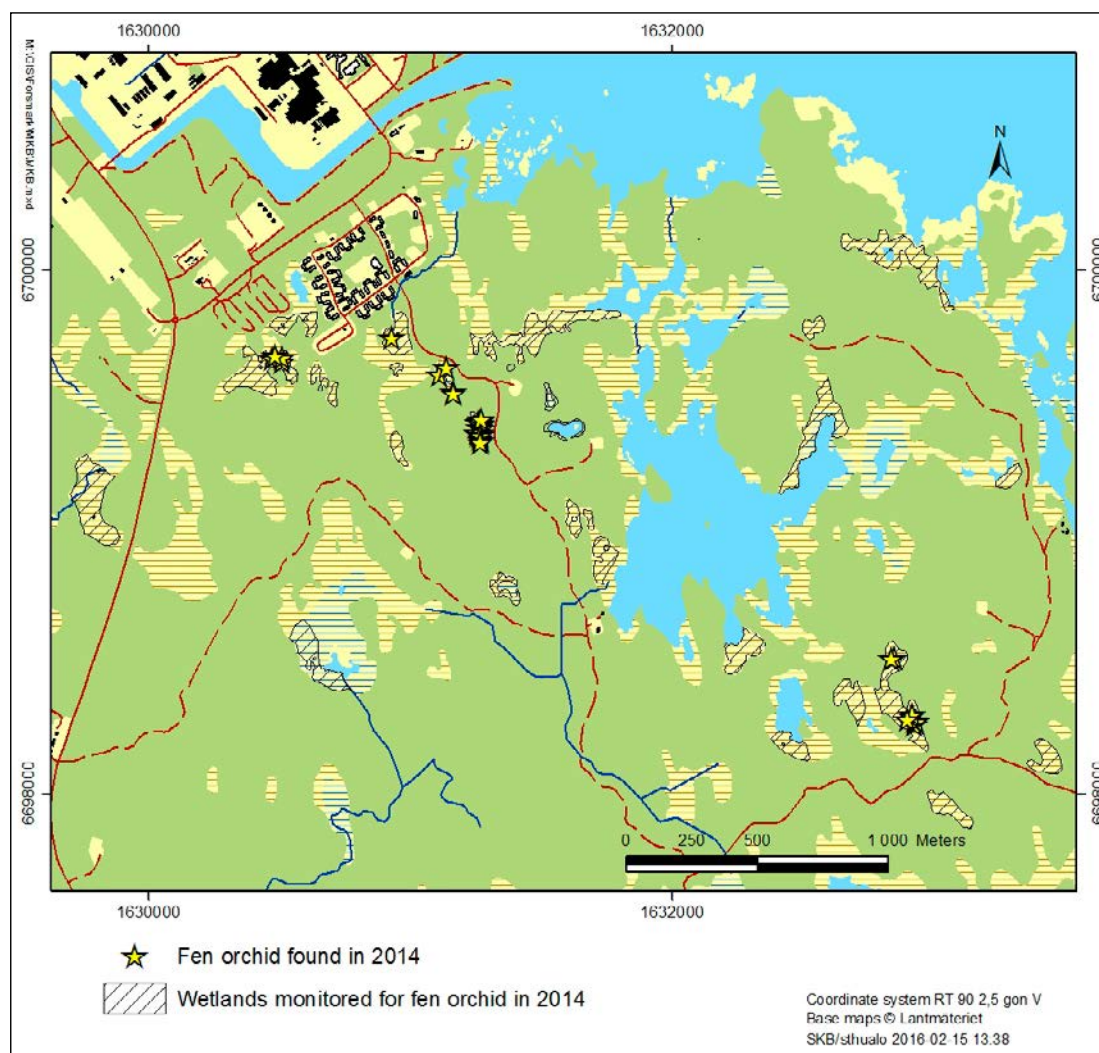 1630000 1632000
M:\GIS\Forsmark\MKB\MKB.mxd
N
6700000 6700000
6698000 6698000
0 250 500 1 000 Meters
1630000 1632000
Fen orchid found in 2014
Wetlands monitored for fen orchid in 2014
Coordinate system RT 90 2,5 gon V
Base maps © Lantmateriet
SKB/sthualo 2016-02-15 13.38